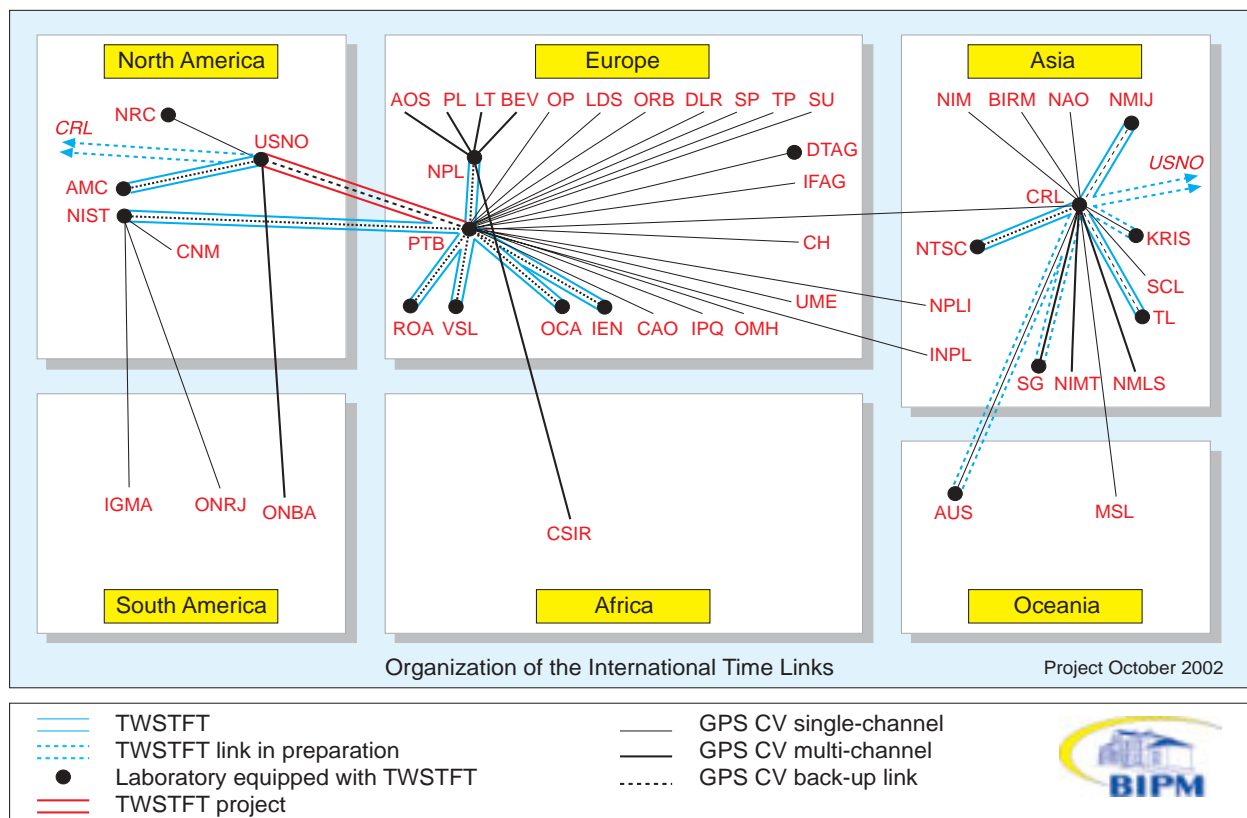 North America
Europe
Asia
AOS PL LT BEV OP LDS ORB DLR SP TP SU
NIM BIRM NAO NMIJ
NRC
CRL
USNO
DTAG
NPL
USNO
IFAG
AMC
CRL
NIST
PTB
CH
KRIS
CNM
NTSC
SCL
UME
NPLI
TL
ROA VSL OCA IEN CAO IPQ OMH
INPL
SG NIMT NMLS
IGMA ONRJ ONBA
AUS MSL
CSIR
South America
Africa
Oceania
Organization of the International Time Links
Project October 2002
TWSTFT
TWSTFT link in preparation
Laboratory equipped with TWSTFT
TWSTFT project
GPS CV single-channel
GPS CV multi-channel
GPS CV back-up link
BIPM